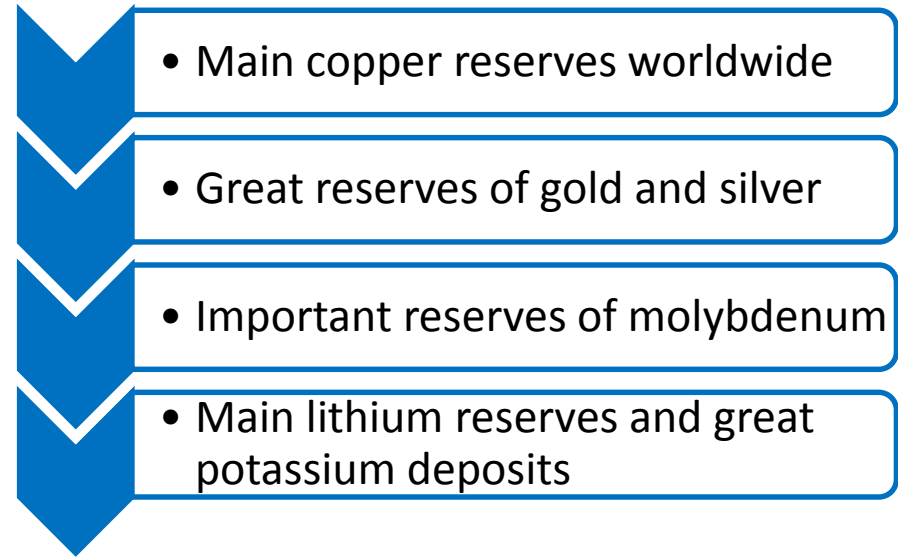 • Main copper reserves worldwide
• Great reserves of gold and silver
• Important reserves of molybdenum
• Main lithium reserves and great
potassium deposits